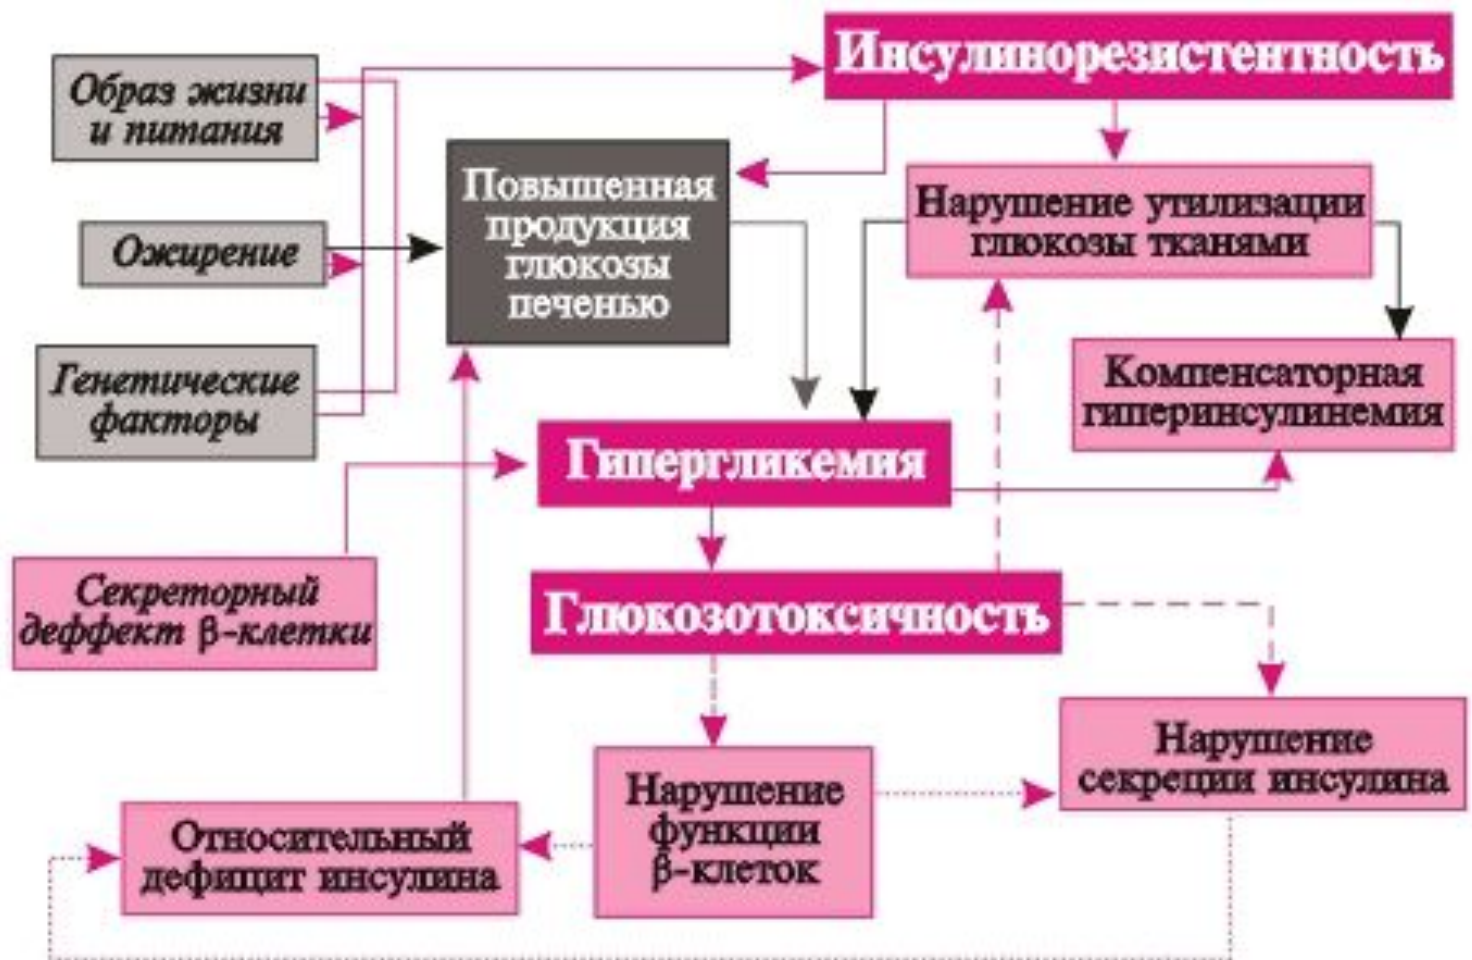 Инсулинорезистентность
Образ жизни
и питания
Повышенная
продукция
глюкозы
печенью
Нарушение утилизации
глюкозы тканями
Ожирение
Генетические
факторы
Компенсаторная
гиперинсулинемия
Гипергликемия
Секреторный
деффект β-клетки
Глюкозотоксичность
Нарушение
секреции инсулина
Нарушение
функции
β-клеток
Относительный
дефицит инсулина